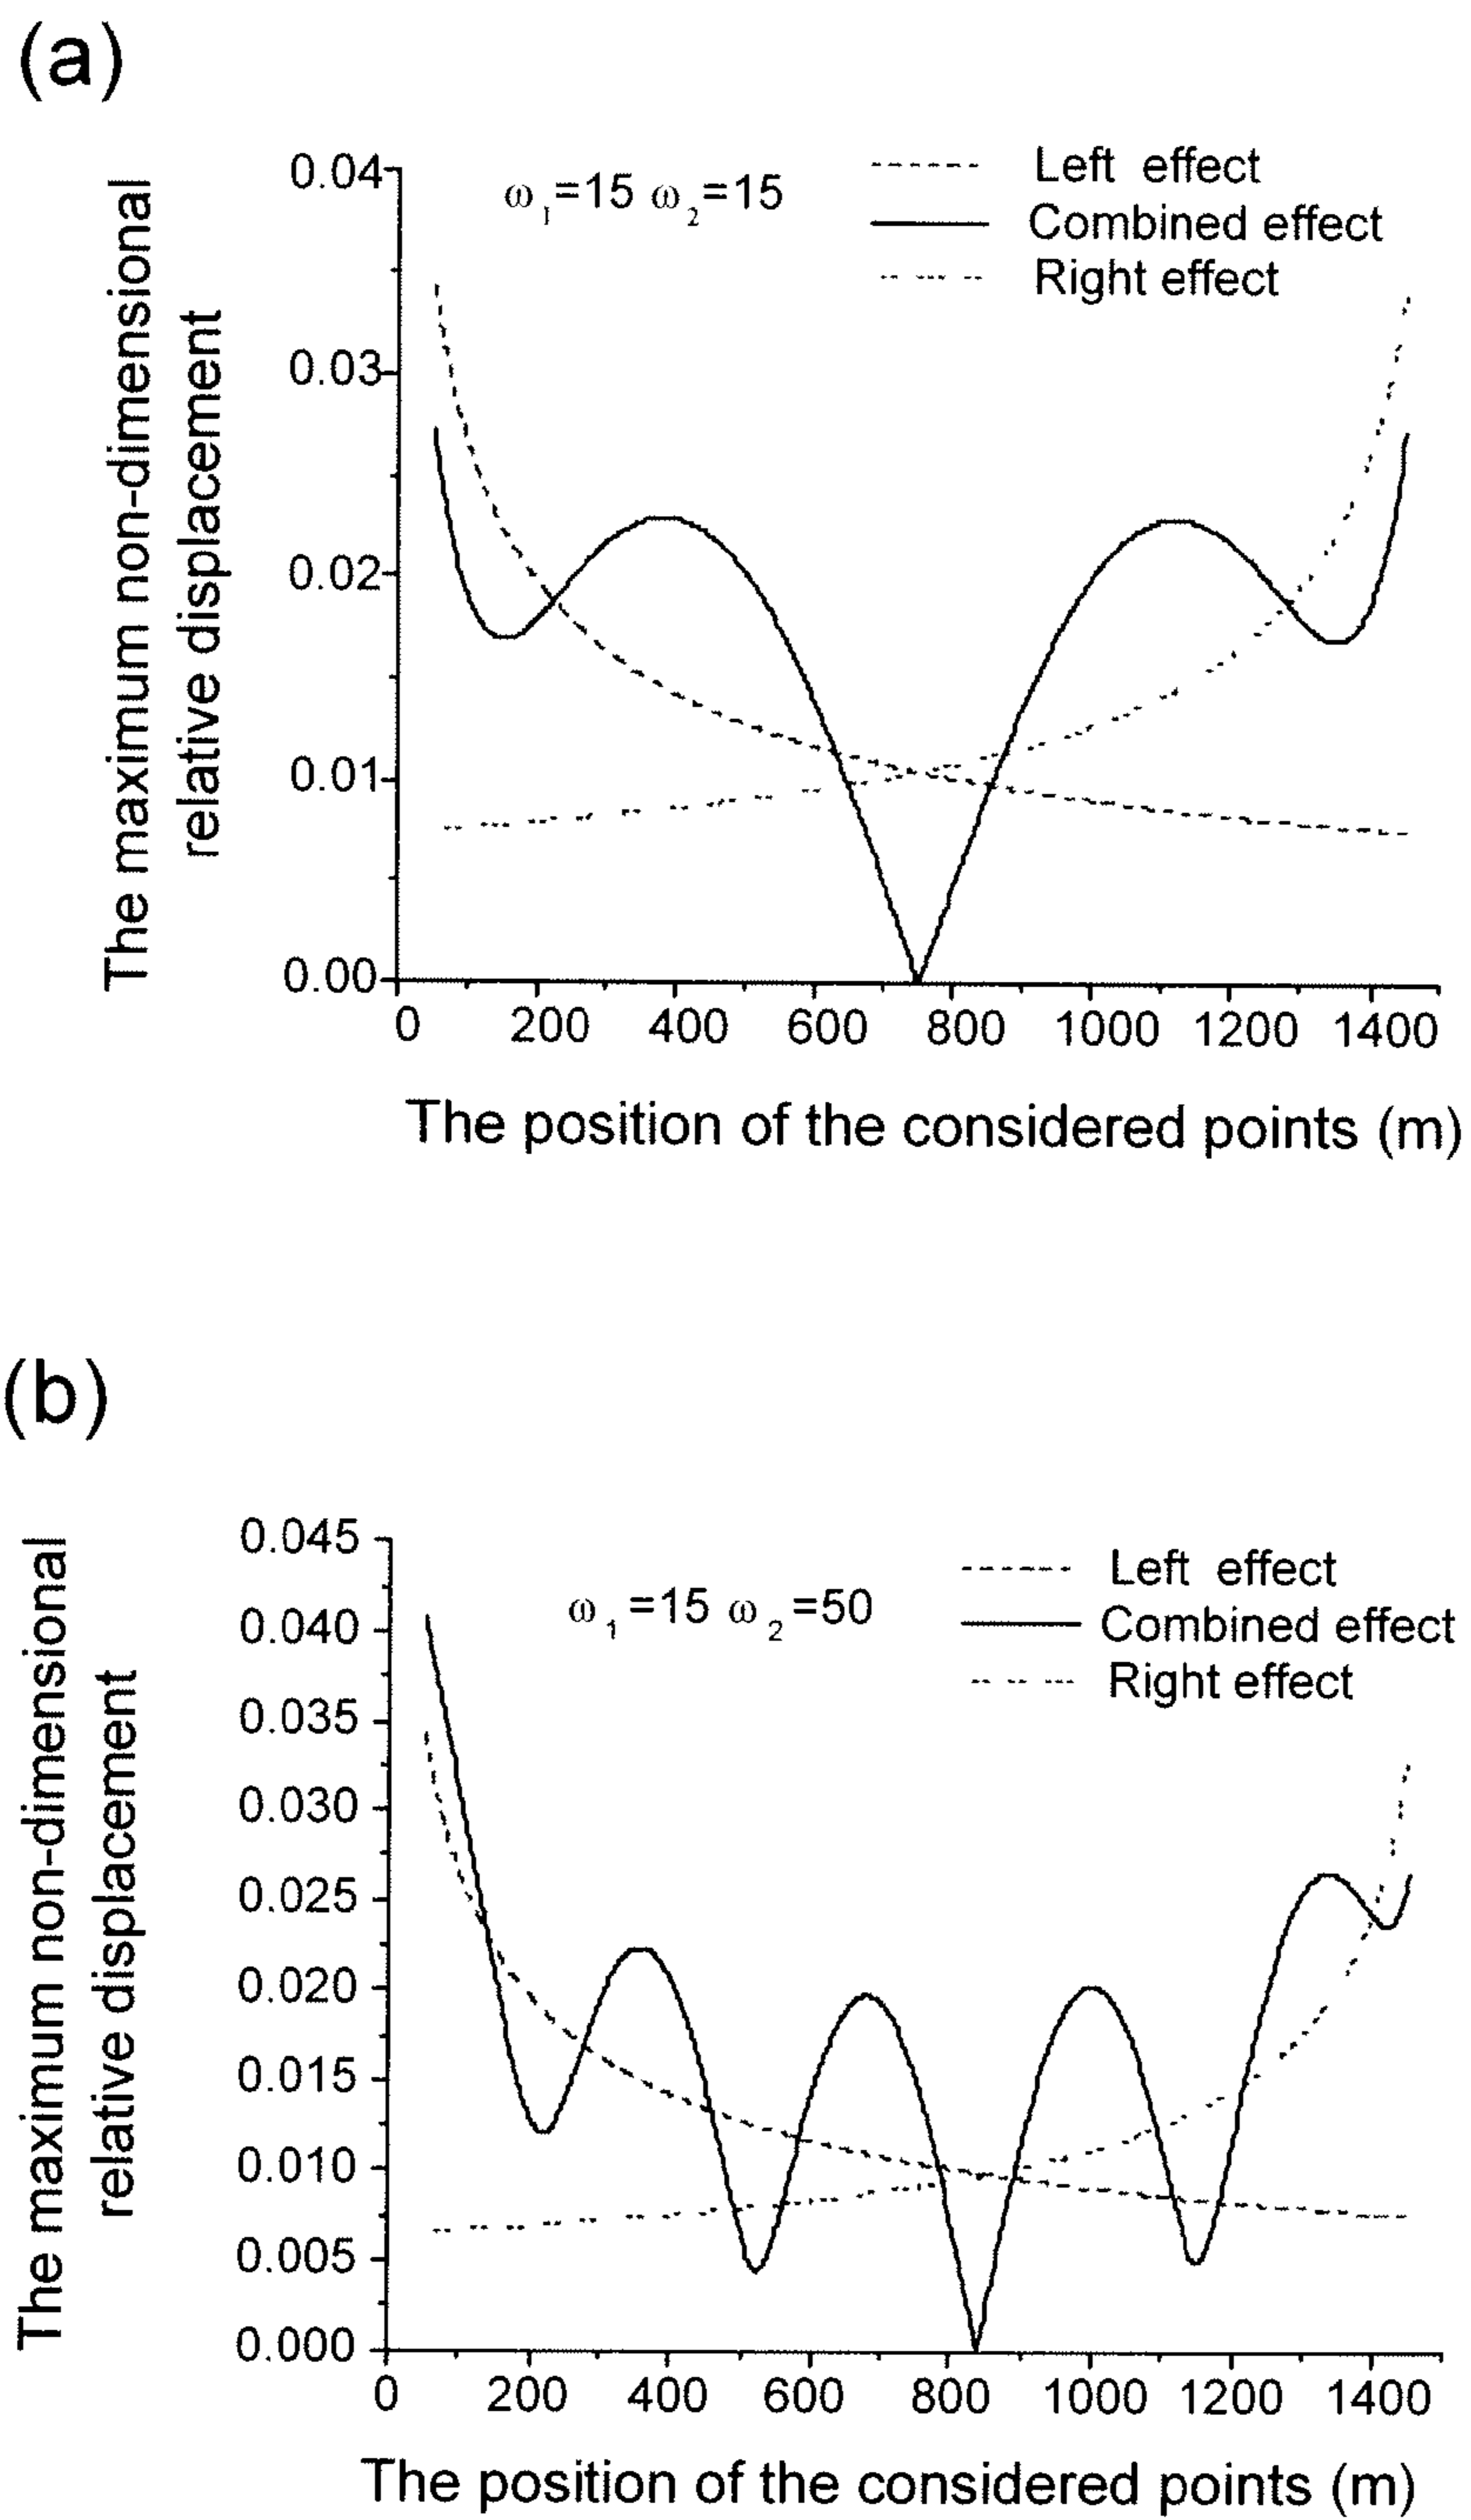 (a)
The maximum non-dimensional
relative displacement
0.04
0.03
0.02
0.01
0.00
ω₁=15 ω₂=15
Left effect
Combined effect
Right effect
0 200 400 600 800 1000 1200 1400
The position of the considered points (m)
(b)
The maximum non-dimensional
relative displacement
0.045
0.040
0.035
0.030
0.025
0.020
0.015
0.010
0.005
0.000
ω₁=15 ω₂=50
Left effect
Combined effect
Right effect
0 200 400 600 800 1000 1200 1400
The position of the considered points (m)